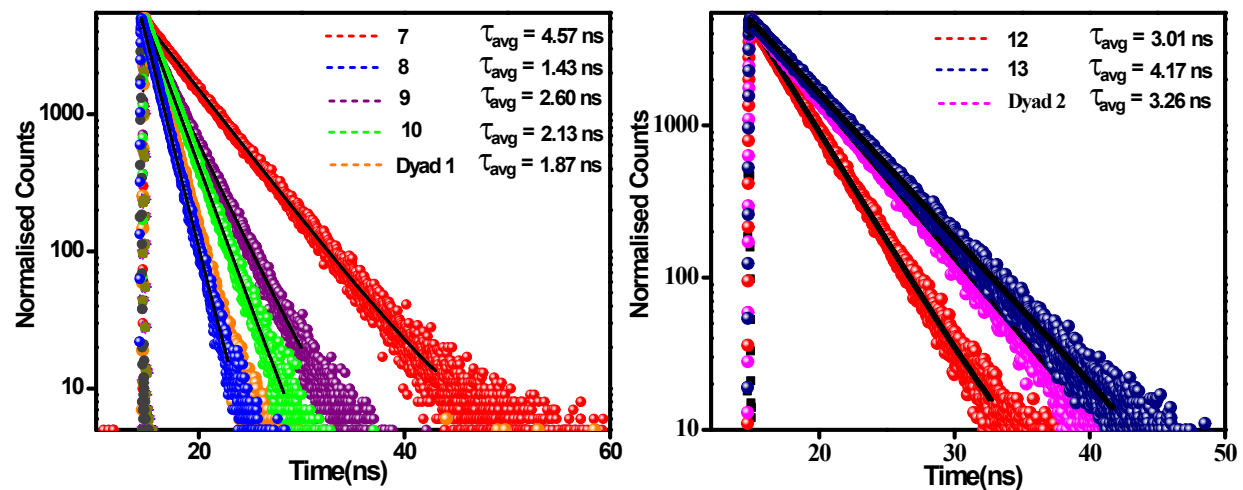 Normalised Counts
1000
100
10
7 τavg = 4.57 ns
8 τavg = 1.43 ns
9 τavg = 2.60 ns
10 τavg = 2.13 ns
Dyad 1 τavg = 1.87 ns
20 40 60
Time(ns)
Normalised Counts
1000
100
10
12 τavg = 3.01 ns
13 τavg = 4.17 ns
Dyad 2 τavg = 3.26 ns
20 30 40 50
Time(ns)